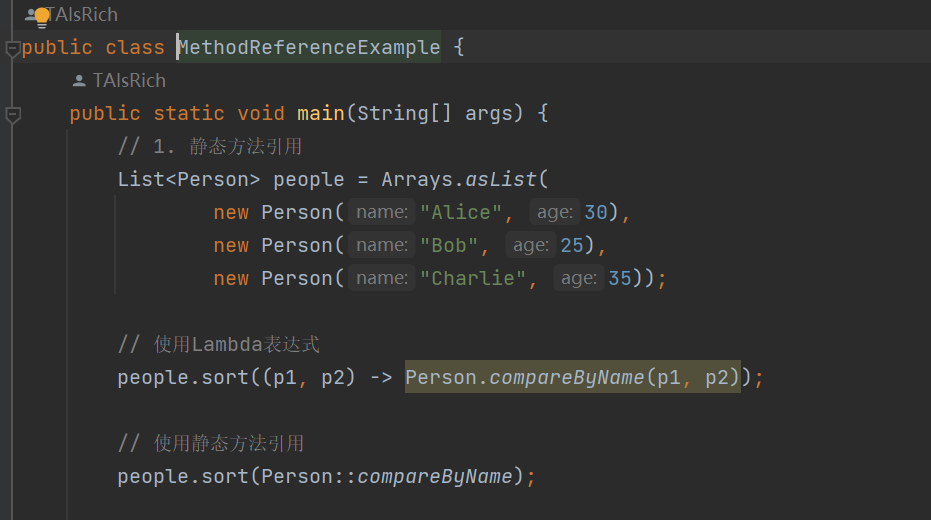 TAIsRich
public class MethodReferenceExample {
TAIsRich
public static void main(String[] args) {
// 1. 静态方法引用
List<Person> people = Arrays.asList(
new Person( name: "Alice", age: 30),
new Person( name: "Bob", age: 25),
new Person( name: "Charlie", age: 35));
// 使用Lambda表达式
people.sort((p1, p2) -> Person.compareByName(p1, p2));
// 使用静态方法引用
people.sort(Person::compareByName);